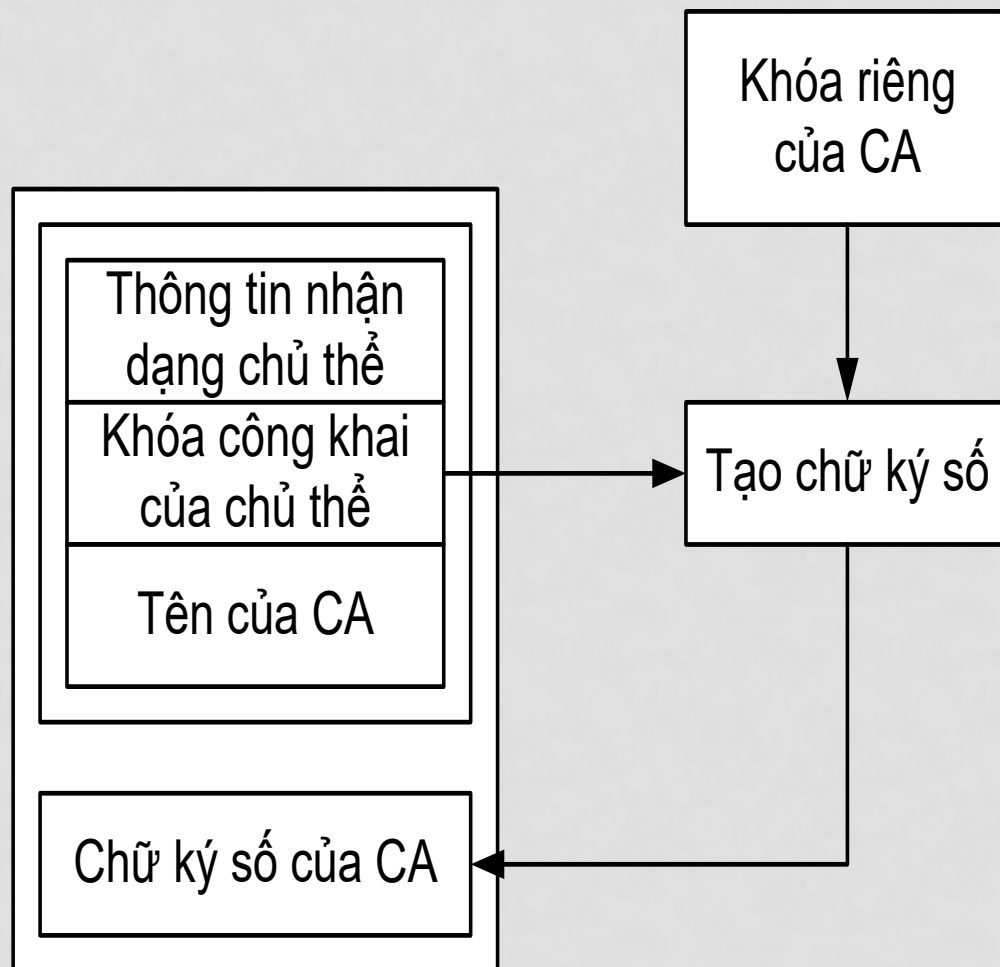 Khóa riêng
của CA
Thông tin nhận
dạng chủ thể
Khóa công khai
của chủ thể
Tạo chữ ký số
Tên của CA
Chữ ký số của CA